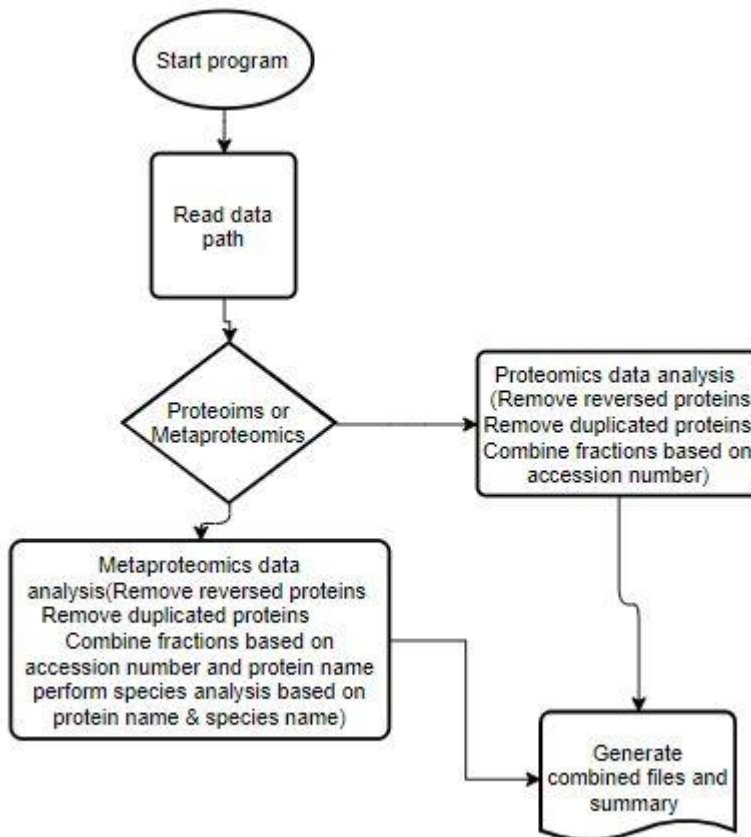 Start program
Read data
path
Proteoims or
Metaproteomics
Proteomics data analysis
(Remove reversed proteins
Remove duplicated proteins
Combine fractions based on
accession number)
Metaproteomics data
analysis(Remove reversed proteins
Remove duplicated proteins
Combine fractions based on
accession number and protein name
perform species analysis based on
protein name & species name)
Generate
combined files and
summary